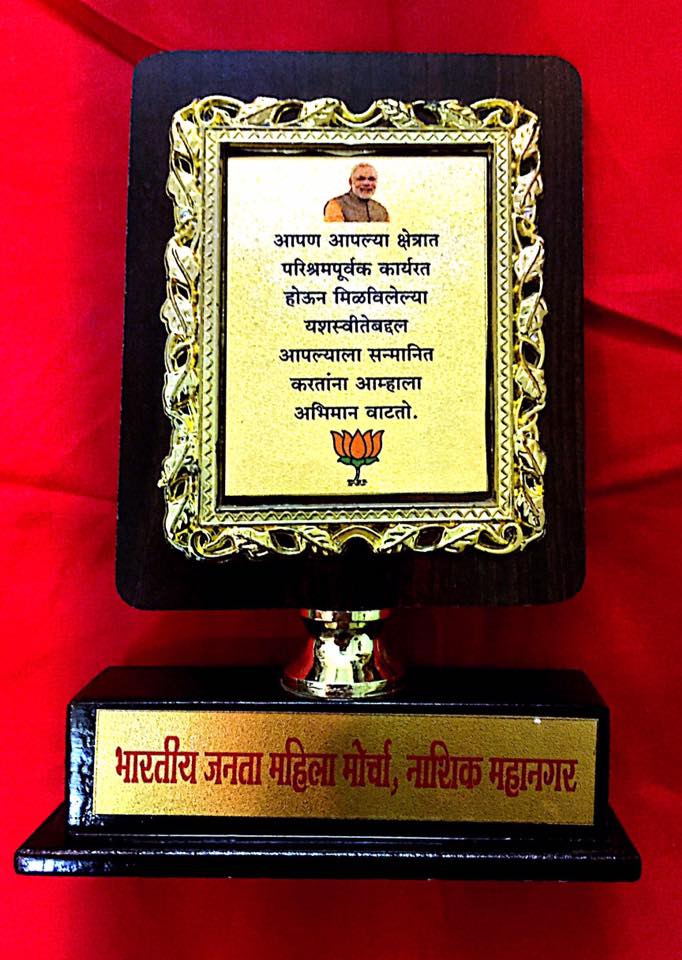 आपण आपल्या क्षेत्रात
परिश्रमपूर्वक कार्यरत
होऊन मिळविलेल्या
यशस्वीतेबद्दल
आपल्याला सन्मानित
करतांना आम्हाला
अभिमान वाटतो.
भारतीय जनता महिला मोर्चा, नाशिक महानगर